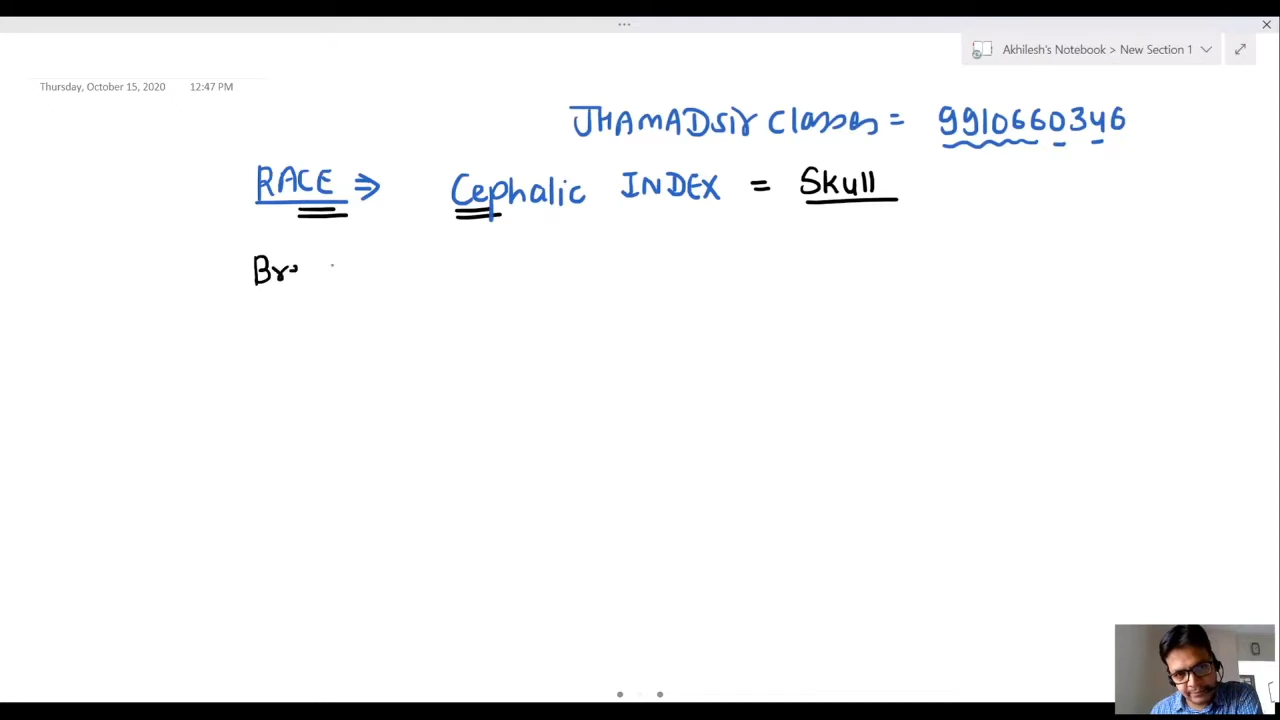 Akhilesh's Notebook > New Section 1
Thursday, October 15, 2020 12:47 PM
JHAMADsir Classes = 9910660346
RACE ⇒ Cephalic INDEX = Skull
Bro